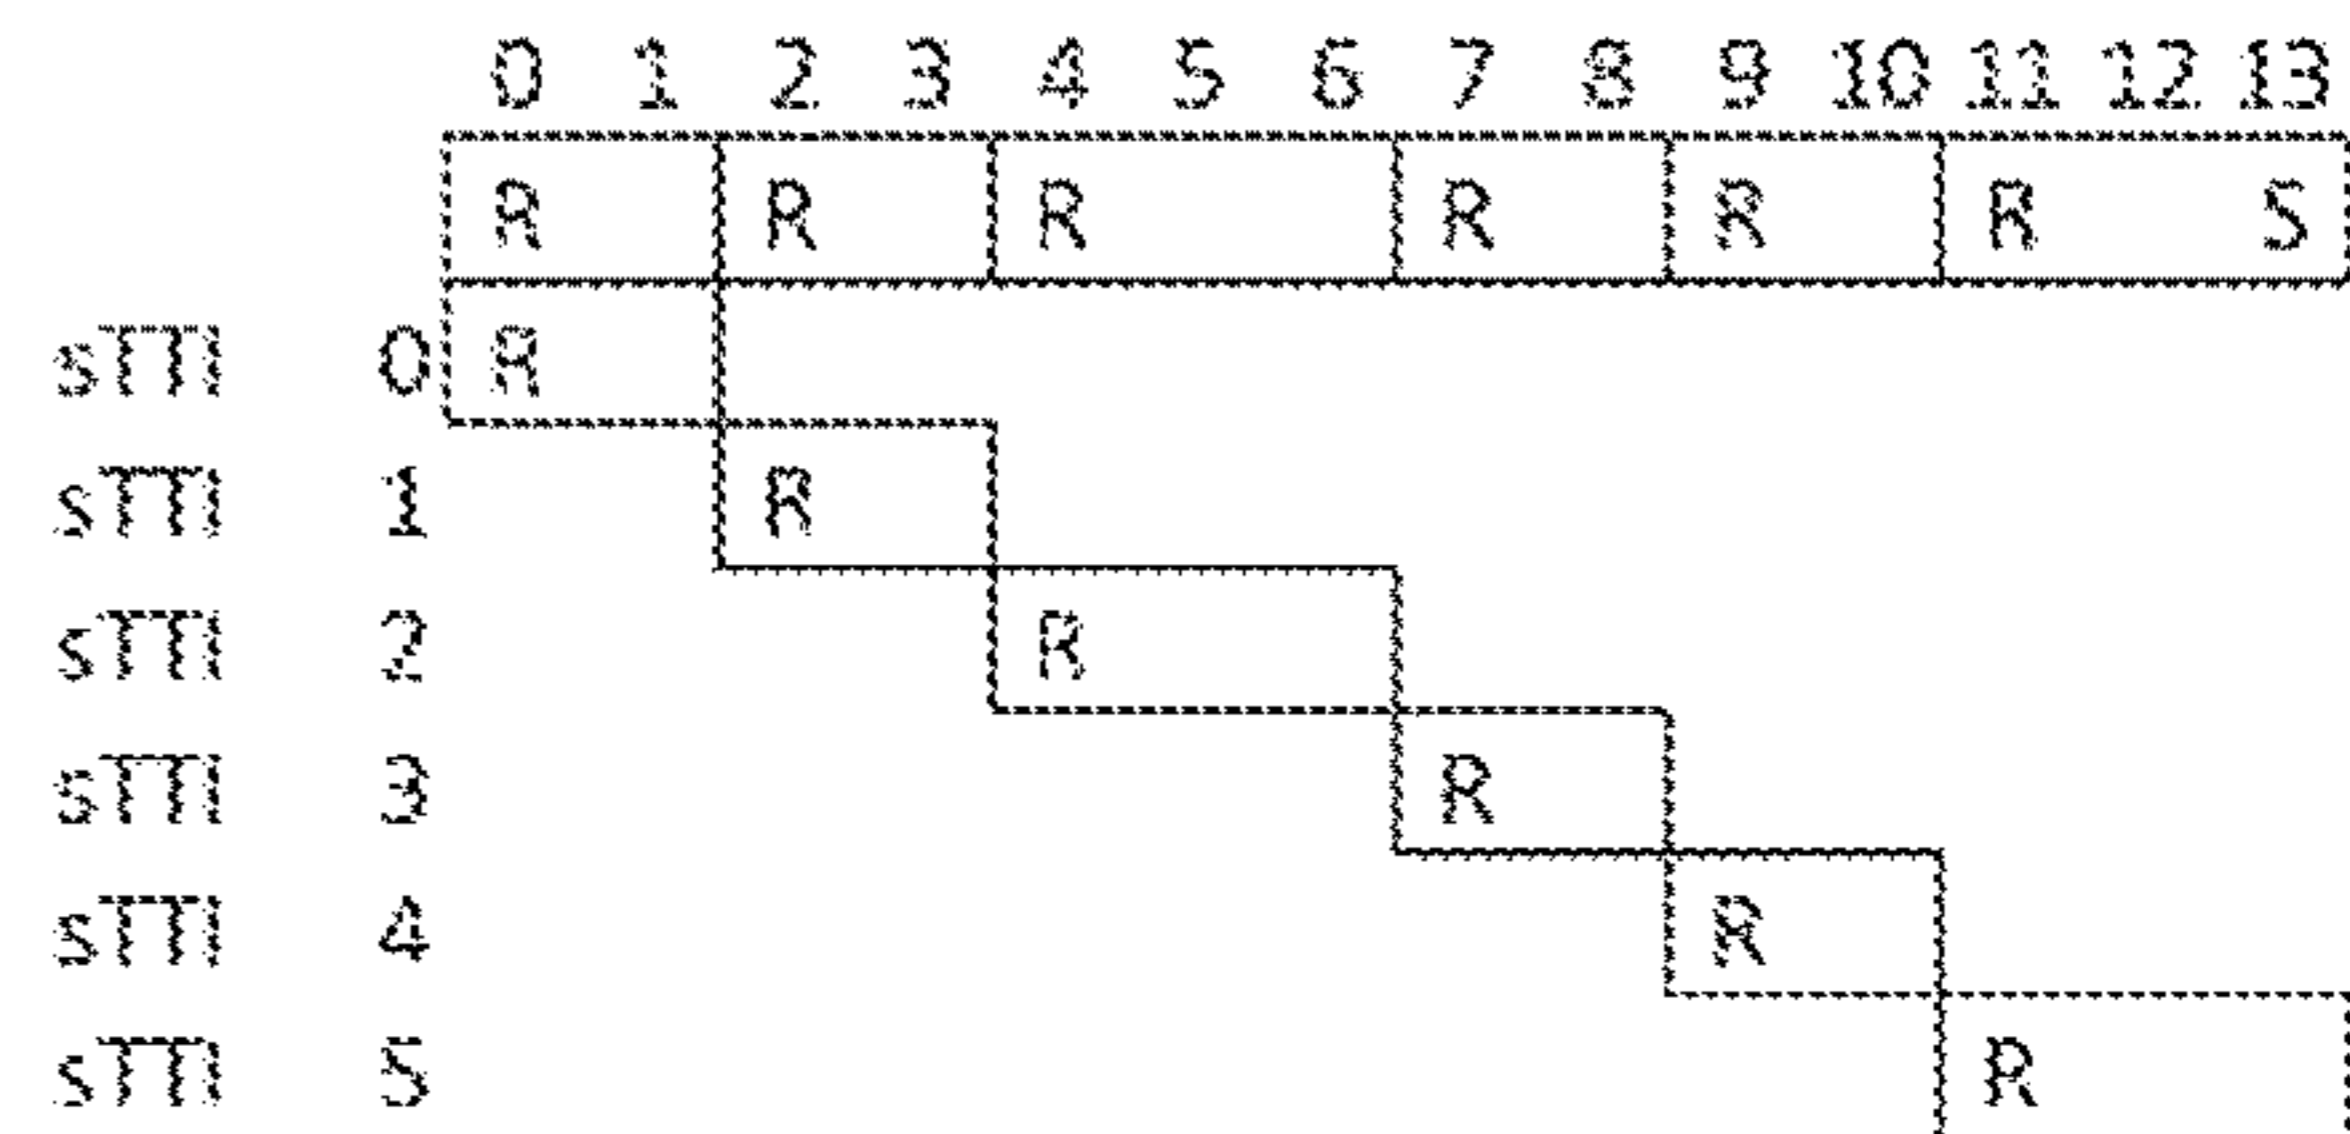 0 1 2 3 4 5 6 7 8 9 10 11 12 13
R R R R R R S
sTTI 0 R
sTTI 1 R
sTTI 2 R
sTTI 3 R
sTTI 4 R
sTTI 5 R